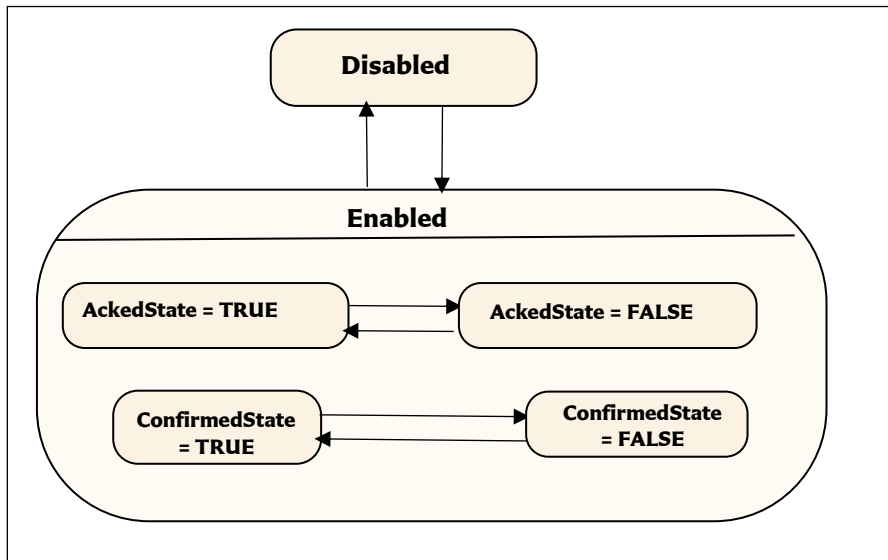 Disabled
Enabled
AckedState = TRUE
AckedState = FALSE
ConfirmedState
= TRUE
ConfirmedState
= FALSE